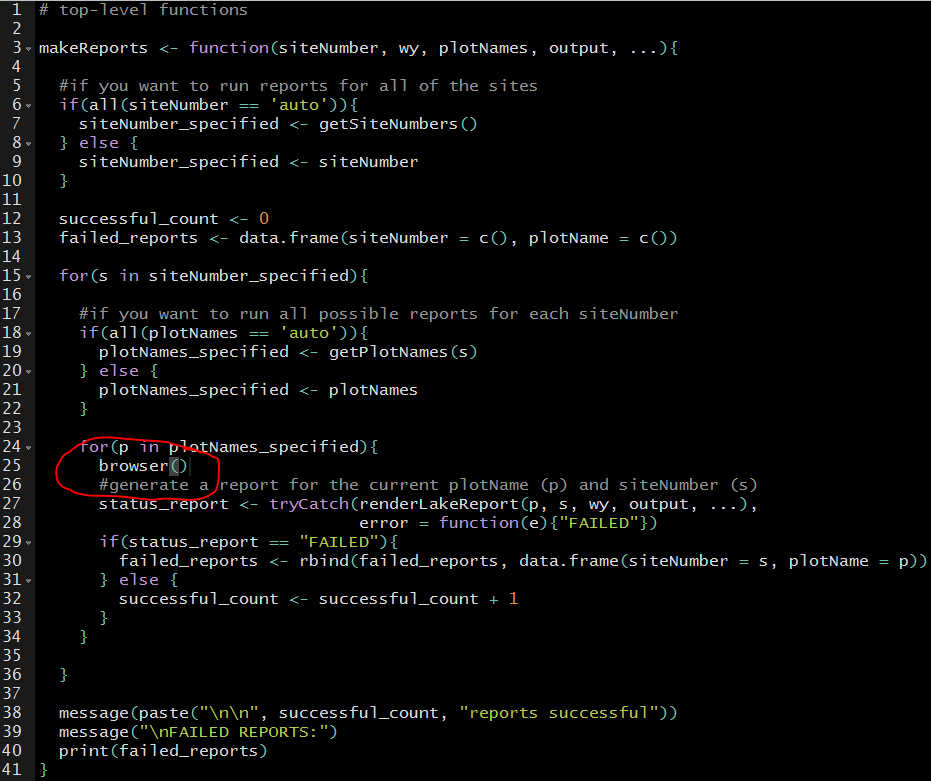 1 # top-level functions
2
3 makeReports <- function(siteNumber, wy, plotNames, output, ...){
4
5   #if you want to run reports for all of the sites
6   if(all(siteNumber == 'auto')){
7     siteNumber_specified <- getSiteNumbers()
8   } else {
9     siteNumber_specified <- siteNumber
10   }
11
12   successful_count <- 0
13   failed_reports <- data.frame(siteNumber = c(), plotName = c())
14
15   for(s in siteNumber_specified){
16
17     #if you want to run all possible reports for each siteNumber
18     if(all(plotNames == 'auto')){
19       plotNames_specified <- getPlotNames(s)
20     } else {
21       plotNames_specified <- plotNames
22     }
23
24     for(p in plotNames_specified){
25       browser()
26       #generate a report for the current plotName (p) and siteNumber (s)
27       status_report <- tryCatch(renderLakeReport(p, s, wy, output, ...),
28                                 error = function(e){"FAILED"})
29       if(status_report == "FAILED"){
30         failed_reports <- rbind(failed_reports, data.frame(siteNumber = s, plotName = p))
31       } else {
32         successful_count <- successful_count + 1
33       }
34     }
35
36   }
37
38   message(paste("\n\n", successful_count, "reports successful"))
39   message("\nFAILED REPORTS:")
40   print(failed_reports)
41 }